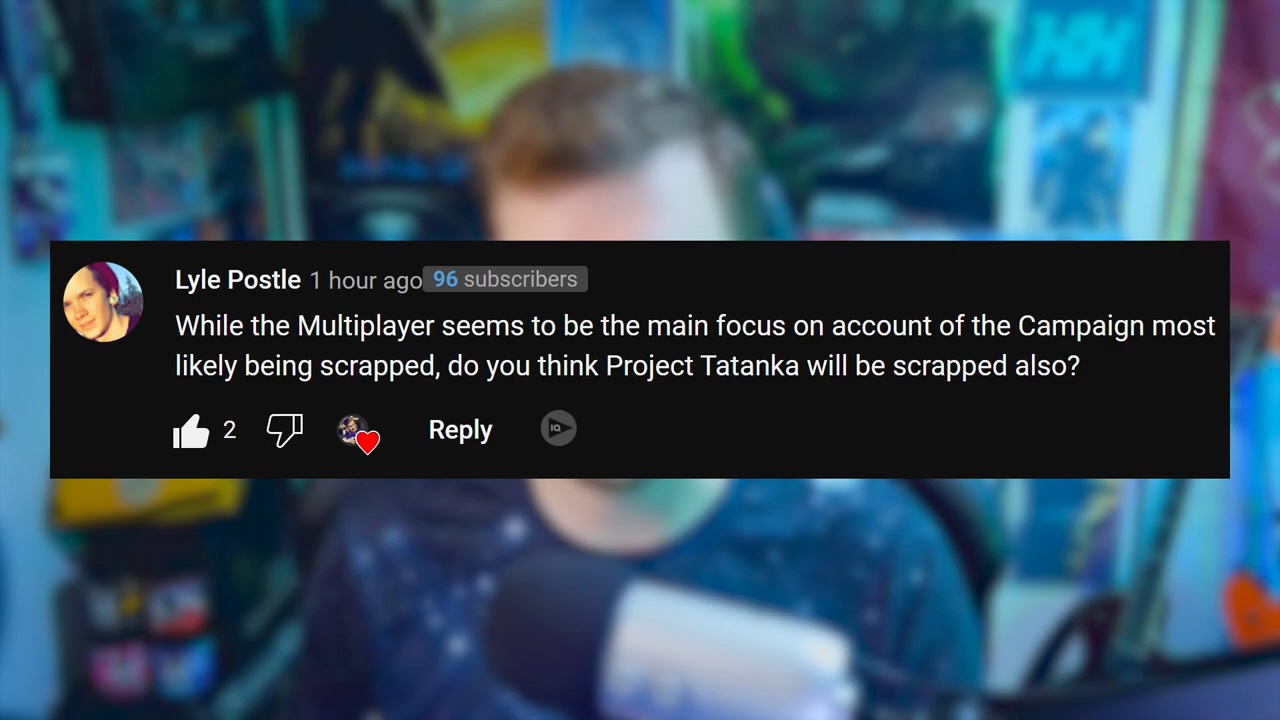 Lyle Postle 1 hour ago 96 subscribers
While the Multiplayer seems to be the main focus on account of the Campaign most
likely being scrapped, do you think Project Tatanka will be scrapped also?
2 Reply IQ